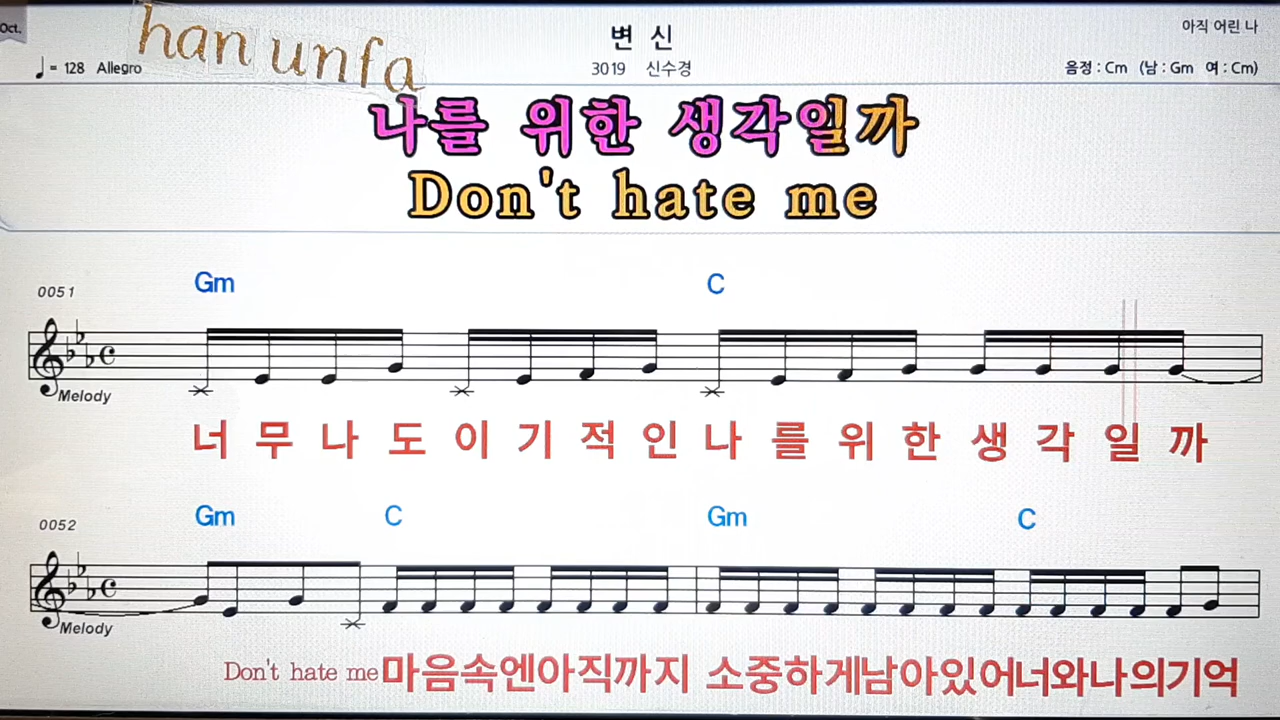 Oct.
han unfa
변 신
아직 어린 나
♩= 128 Allegro
3019 신수경
음정 : Cm (남 : Gm 여 : Cm)
나를 위한 생각일까
Don't hate me
Gm C
0051
Melody
너 무 나 도 이 기 적 인 나 를 위 한 생 각 일 까
Gm C Gm C
0052
Melody
Don't hate me 마음속엔아직까지 소중하게남아있어너와나의기억